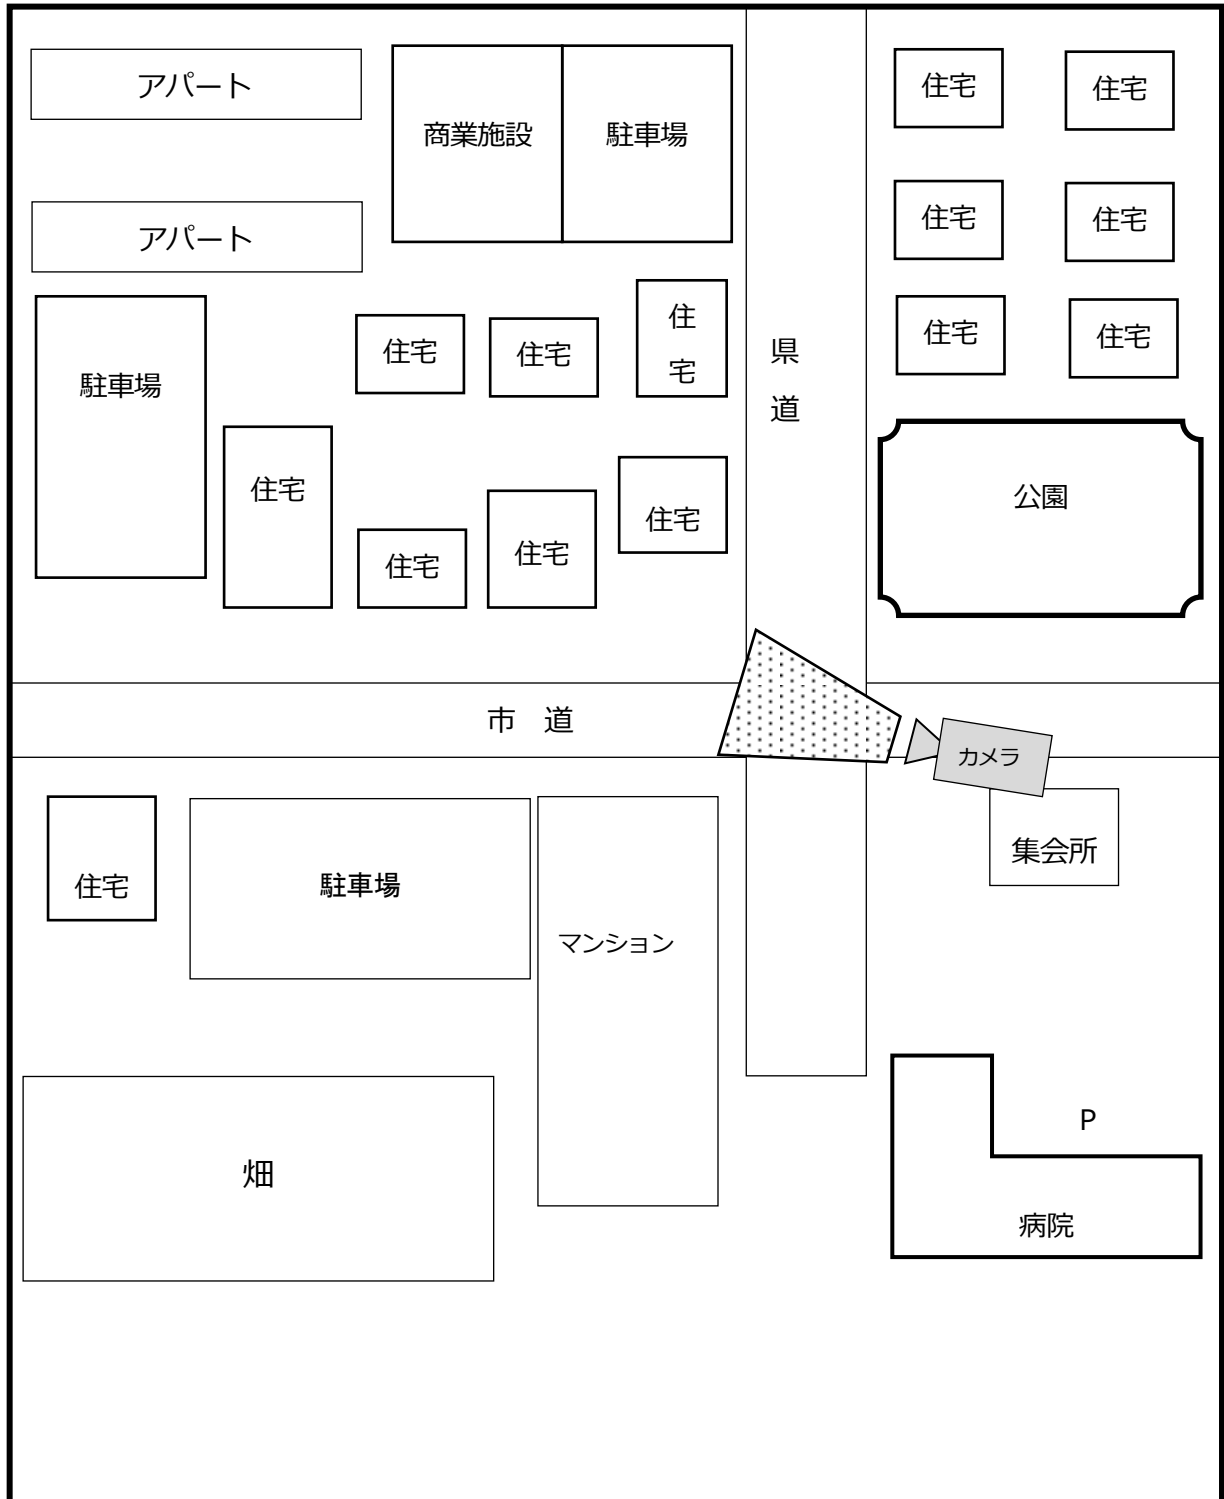 アパート
商業施設
駐車場
住宅
住宅
アパート
住宅
住宅
駐車場
住宅
住宅
住
宅
県
道
住宅
住宅
住宅
住宅
住宅
住宅
公園
市　道
カメラ
住宅
駐車場
マンション
集会所
畑
P
病院